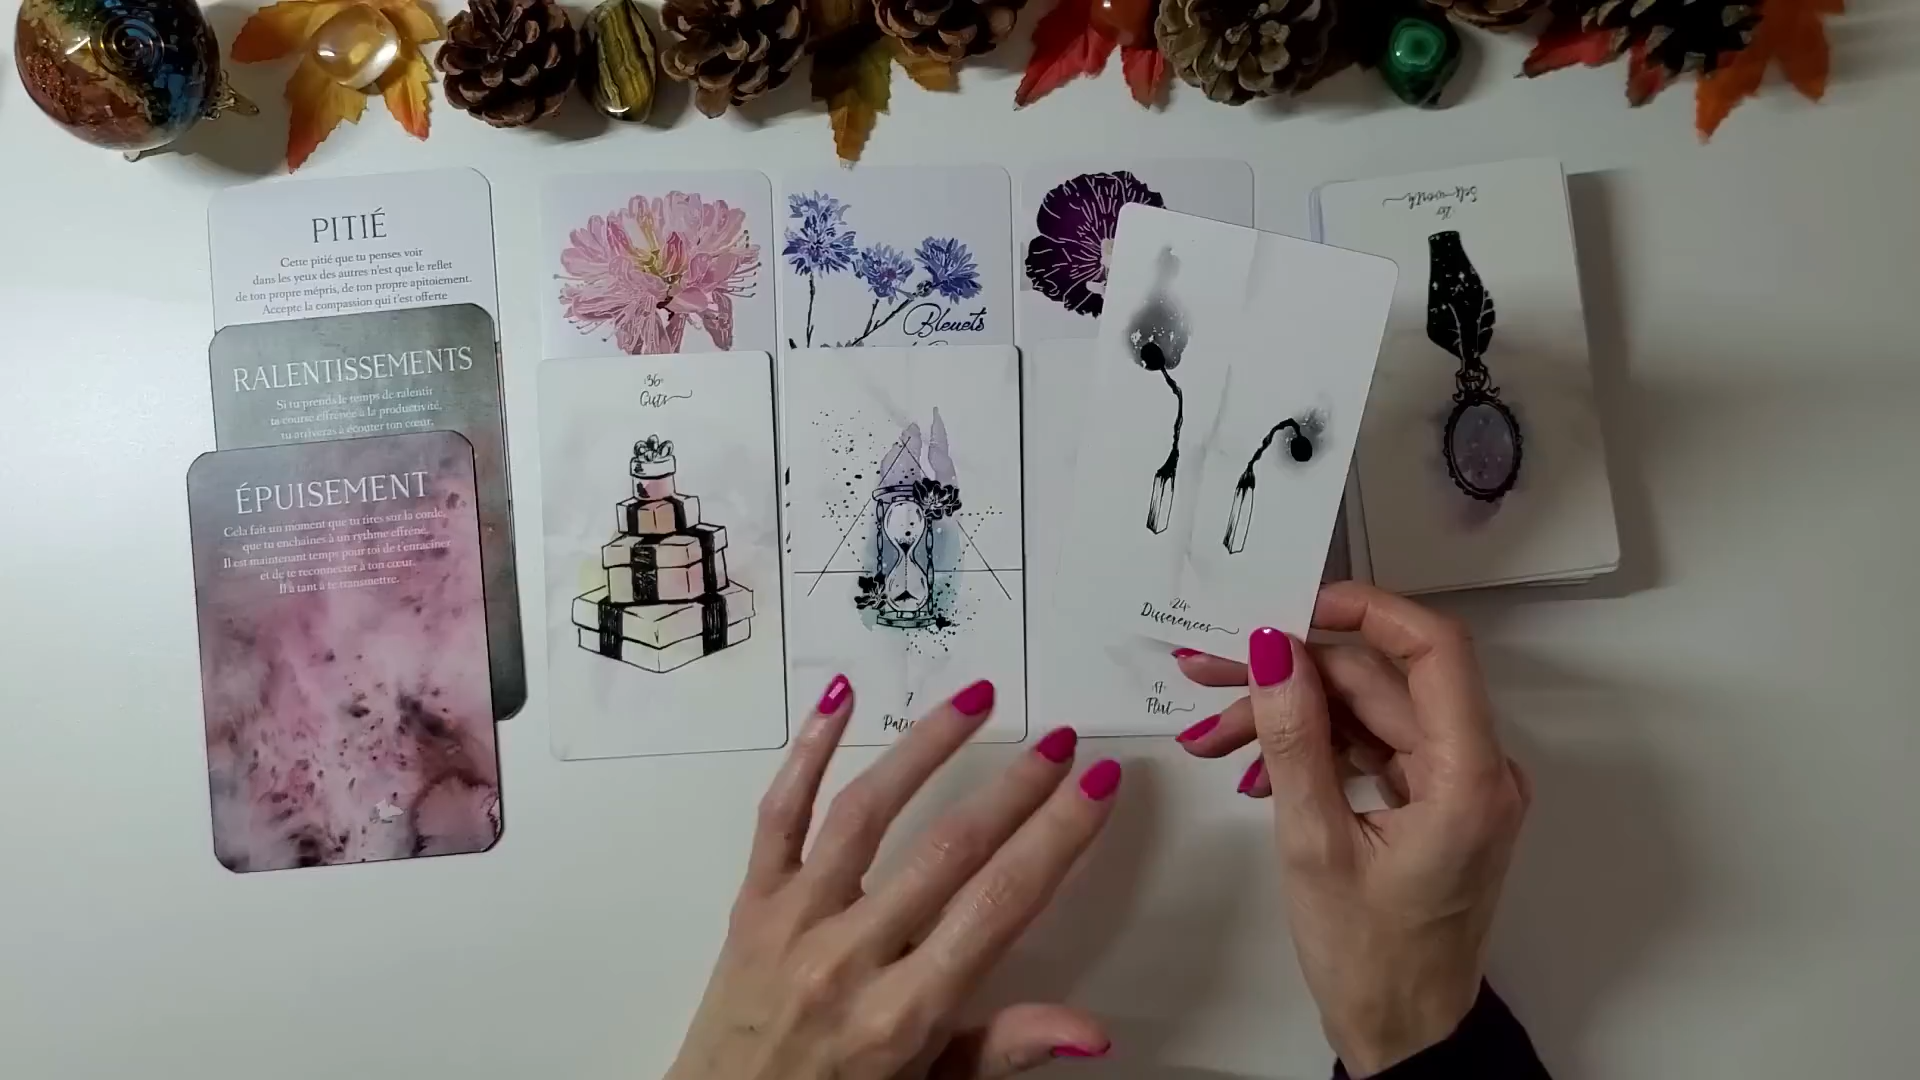 PITIÉ
Cette pitié que tu penses voir
dans les yeux des autres n'est que le reflet
de ton propre mépris, de ton propre apitoiement.
Accepte la compassion qui t'est offerte
RALENTISSEMENTS
Si tu prends le temps de ralentir
ta course effrénée à la productivité,
tu arriveras à écouter ton cœur.
ÉPUISEMENT
Cela fait un moment que tu tires sur la corde,
que tu enchaînes à un rythme effréné.
Il est maintenant temps pour toi de t'enraciner
et de te reconnecter à ton cœur.
Il a tant à te transmettre.
Bleuets
36
Gifts
7
24
Differences
17
Flirt
Self-worth